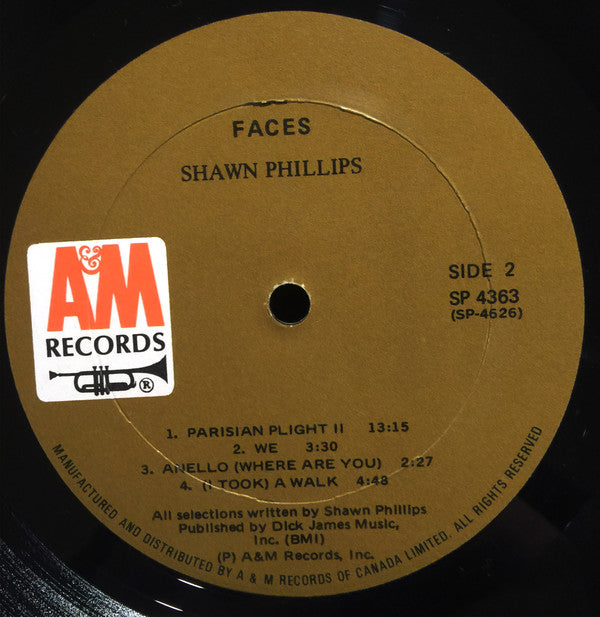 FACES
SHAWN PHILLIPS
A&M
RECORDS
®
SIDE 2
SP 4363
(SP-4626)
1. PARISIAN PLIGHT II 13:15
2. WE 3:30
3. ANELLO (WHERE ARE YOU) 2:27
4. (I TOOK) A WALK 4:48
All selections written by Shawn Phillips
Published by Dick James Music,
Inc. (BMI)
(P) A&M Records, Inc.
MANUFACTURED AND DISTRIBUTED BY A & M RECORDS OF CANADA LIMITED. ALL RIGHTS RESERVED